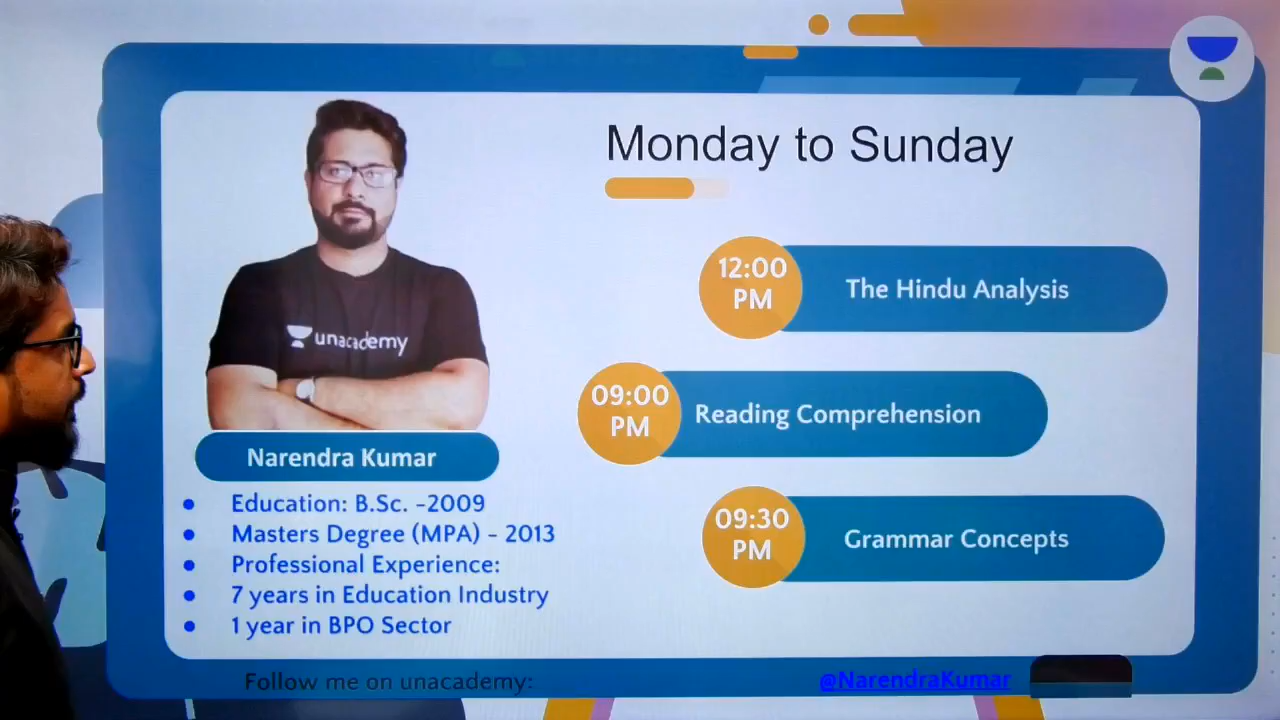 Monday to Sunday
12:00
PM
The Hindu Analysis
unacademy
09:00
PM
Reading Comprehension
Narendra Kumar
● Education: B.Sc. -2009
● Masters Degree (MPA) - 2013
● Professional Experience:
● 7 years in Education Industry
● 1 year in BPO Sector
09:30
PM
Grammar Concepts
Follow me on unacademy:
@NarendraKumar